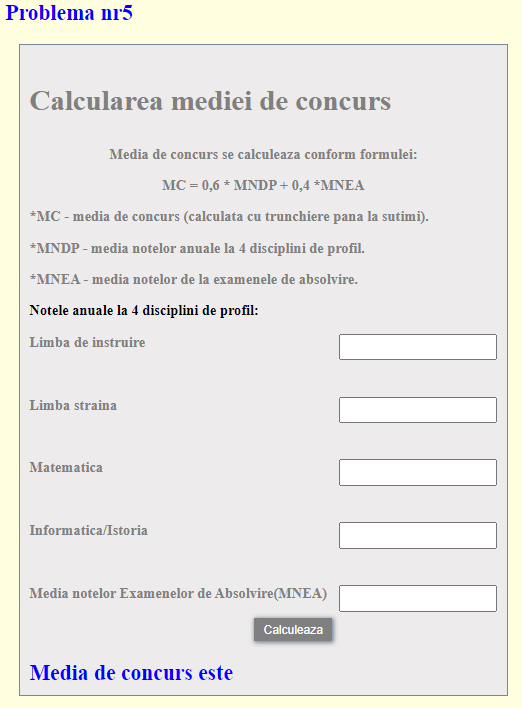 Problema nr5
Calcularea mediei de concurs
Media de concurs se calculeaza conform formulei:
MC = 0,6 * MNDP + 0,4 *MNEA
*MC - media de concurs (calculata cu trunchiere pana la sutimi).
*MNDP - media notelor anuale la 4 disciplini de profil.
*MNEA - media notelor de la examenele de absolvire.
Notele anuale la 4 disciplini de profil:
Limba de instruire
Limba straina
Matematica
Informatica/Istoria
Media notelor Examenelor de Absolvire(MNEA)
Calculeaza
Media de concurs este